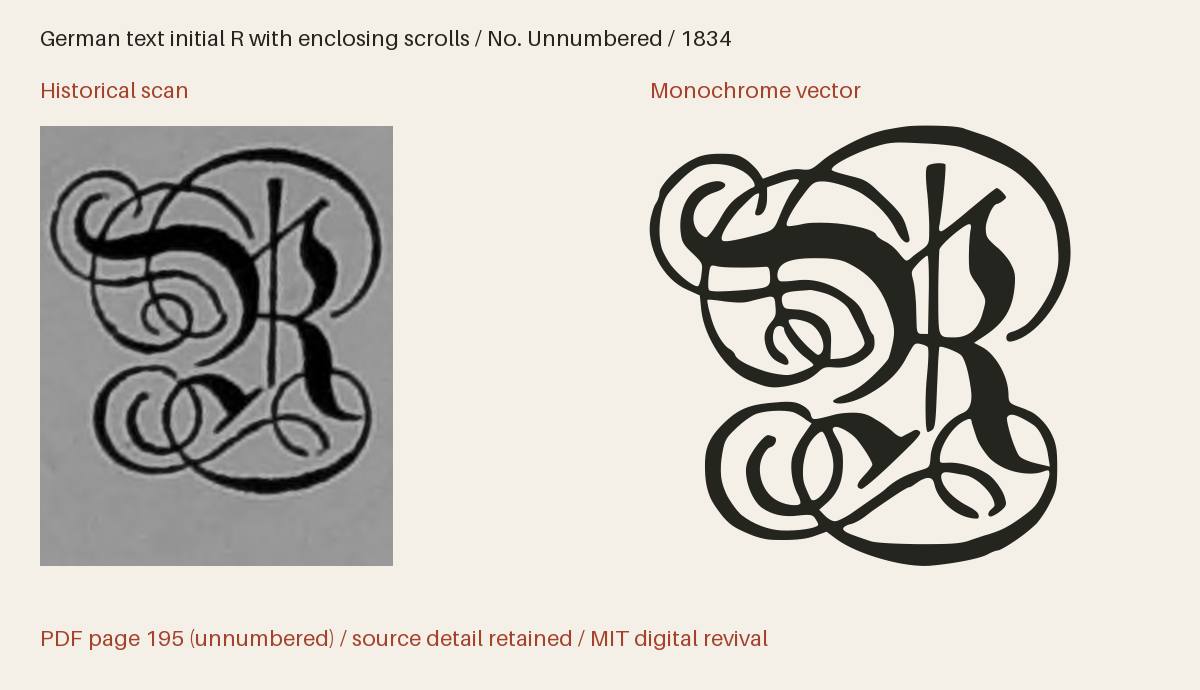 German text initial R with enclosing scrolls / No. Unnumbered / 1834
Historical scan
Monochrome vector
R
R
PDF page 195 (unnumbered) / source detail retained / MIT digital revival